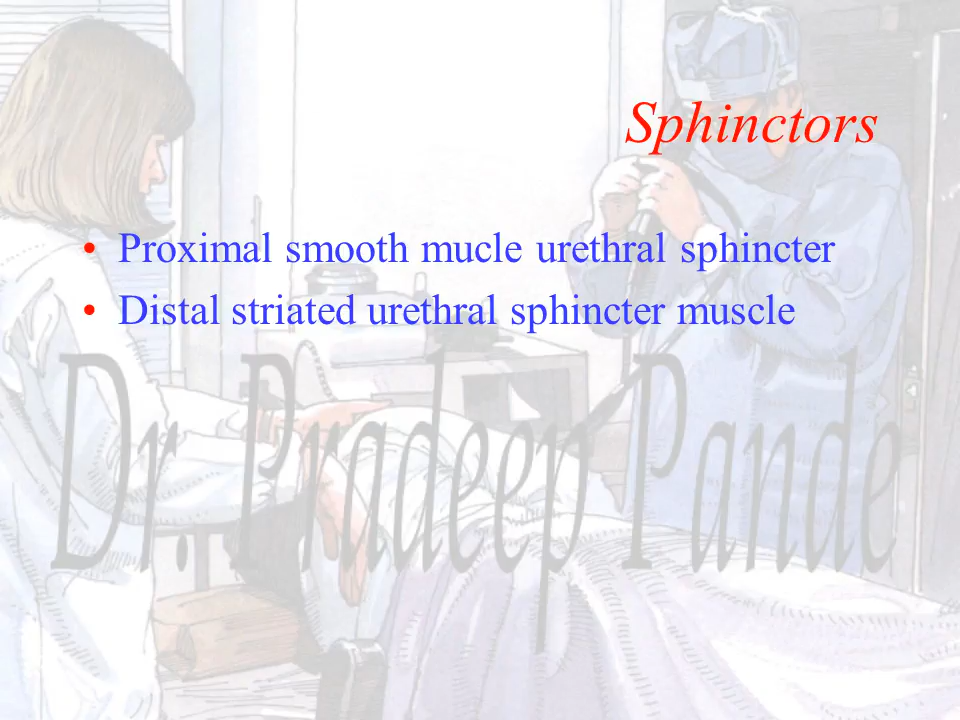 Sphinctors
• Proximal smooth mucle urethral sphincter
• Distal striated urethral sphincter muscle
Dr. Pradeep Pande